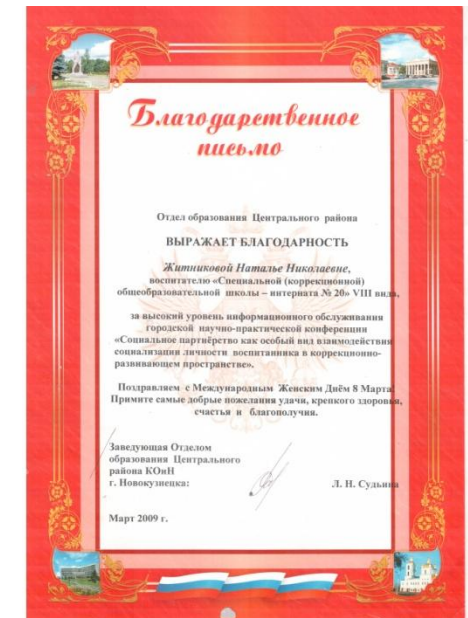 Благодарственное
письмо
Отдел образования Центрального района
ВЫРАЖАЕТ БЛАГОДАРНОСТЬ
Житниковой Наталье Николаевне,
воспитателю «Специальной (коррекционной)
общеобразовательной школы – интерната № 20» VIII вида,
за высокий уровень информационного обслуживания
городской научно-практической конференции
«Социальное партнёрство как особый вид взаимодействия
социализации личности воспитанника в коррекционно-
развивающем пространстве».
Поздравляем с Международным Женским Днём 8 Марта!
Примите самые добрые пожелания удачи, крепкого здоровья,
счастья и благополучия.
Заведующая Отделом
образования Центрального
района КОиН
г. Новокузнецка: Л. Н. Судьина
Март 2009 г.